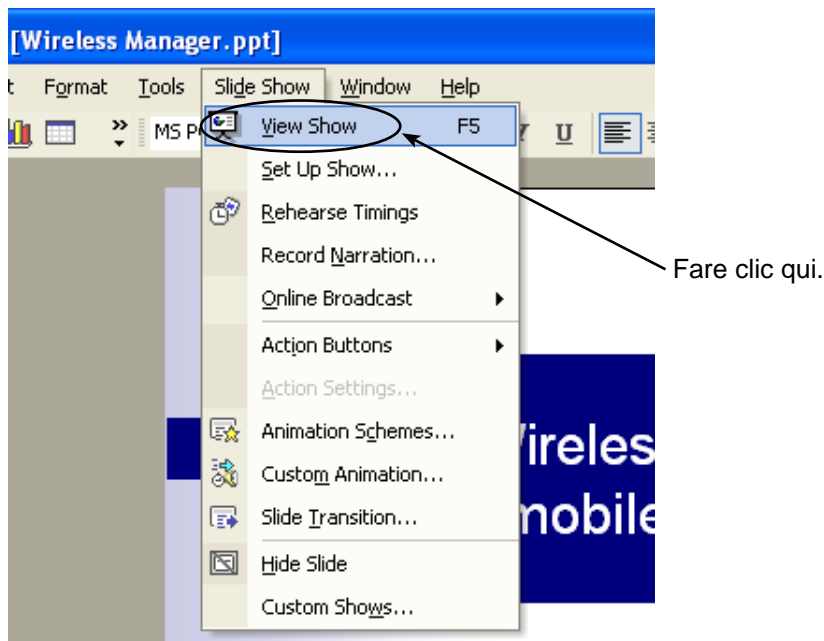 [Wireless Manager.ppt]
t Format Tools Slide Show Window Help
MS P U
View Show F5
Set Up Show...
Rehearse Timings
Record Narration...
Online Broadcast
Action Buttons
Action Settings...
Animation Schemes...
Custom Animation...
Slide Transition...
Hide Slide
Custom Shows...
Fare clic qui.
ireles
mobile